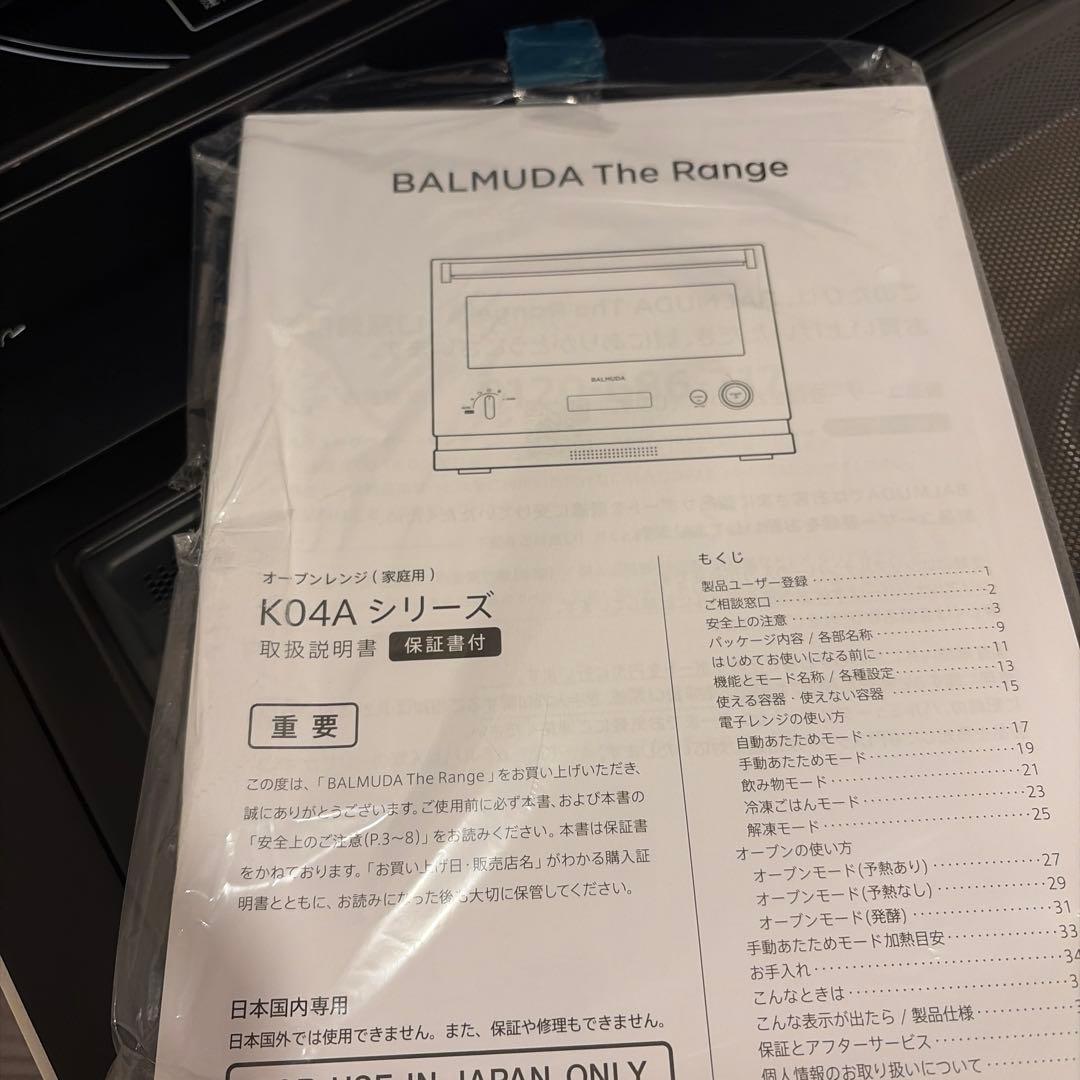 BALMUDA The Range
BALMUDA
オーブンレンジ (家庭用)
K04A シリーズ
取扱説明書 保証書付
重要
この度は、「BALMUDA The Range」をお買い上げいただき、
誠にありがとうございます。ご使用前に必ず本書、および本書の
「安全上のご注意(P.3~8)」をお読みください。本書は保証書
をかねております。「お買い上げ日・販売店名」がわかる購入証
明書とともに、お読みになった後も大切に保管してください。
日本国内専用
日本国外では使用できません。また、保証や修理もできません。
USE IN JAPAN ONLY
もくじ
製品ユーザー登録 1
ご相談窓口 2
安全上の注意 3
パッケージ内容 / 各部名称 9
はじめてお使いになる前に 11
機能とモード名称 / 各種設定 13
使える容器・使えない容器 15
電子レンジの使い方
自動あたためモード 17
手動あたためモード 19
飲み物モード 21
冷凍ごはんモード 23
解凍モード 25
オーブンの使い方
オーブンモード(予熱あり) 27
オーブンモード(予熱なし) 29
オーブンモード(発酵) 31
手動あたためモード加熱目安 33
お手入れ 34
こんなときは
こんな表示が出たら / 製品仕様
保証とアフターサービス
個人情報のお取り扱いについて